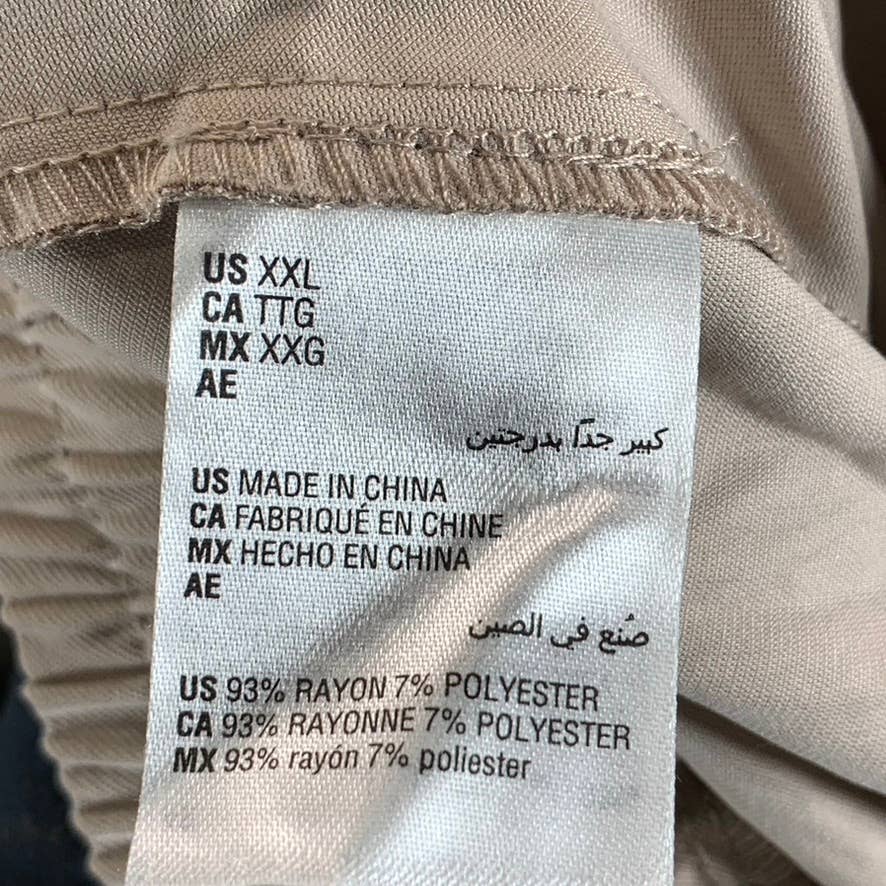 US XXL
CA TTG
MX XXG
AE
كبير جدًا بدرجتين
US MADE IN CHINA
CA FABRIQUÉ EN CHINE
MX HECHO EN CHINA
AE
صُنع في الصين
US 93% RAYON 7% POLYESTER
CA 93% RAYONNE 7% POLYESTER
MX 93% rayón 7% poliester